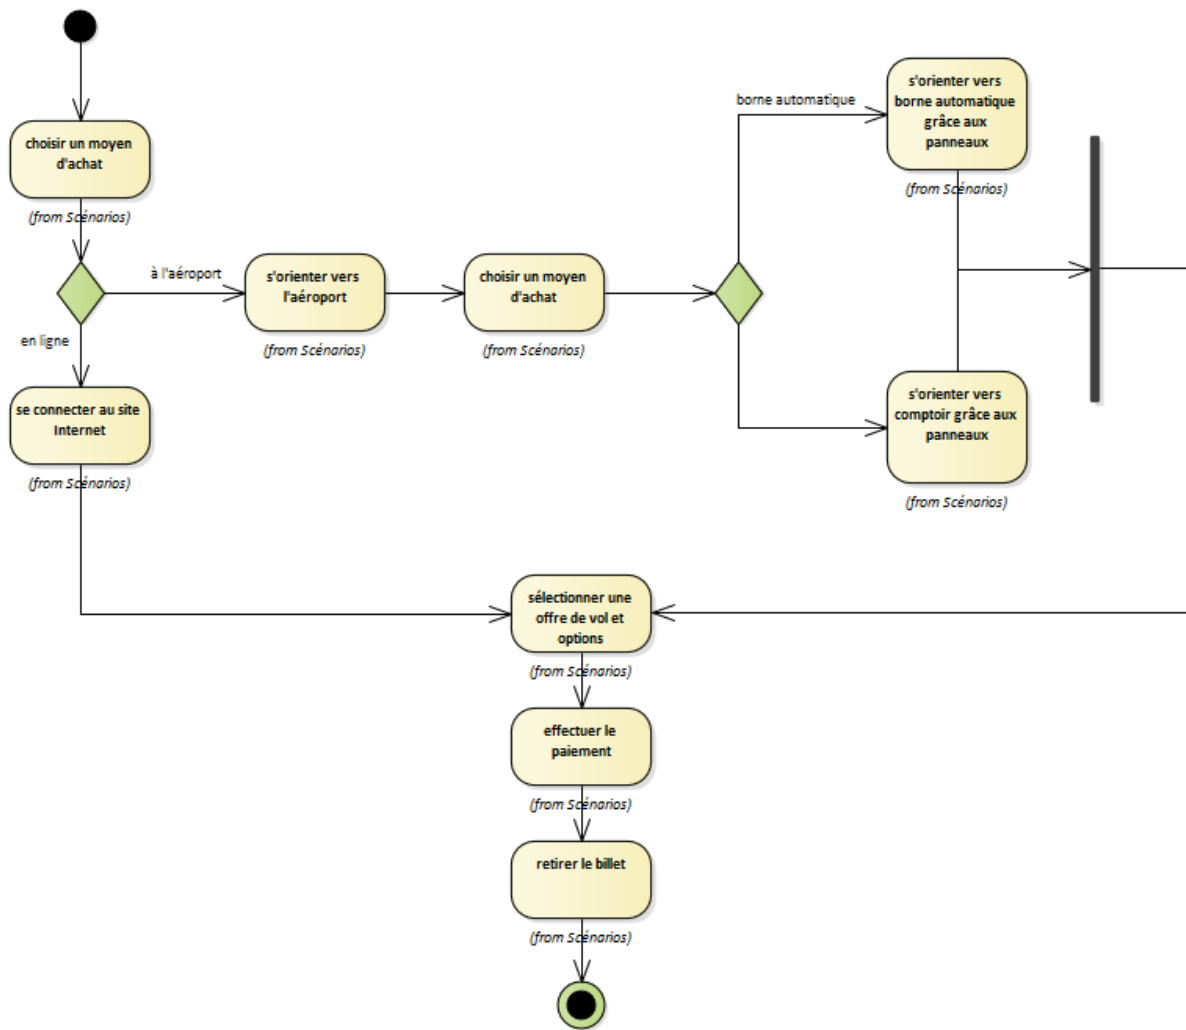 choisir un moyen
d'achat
(from Scénarios)
à l'aéroport
en ligne
s'orienter vers
l'aéroport
(from Scénarios)
choisir un moyen
d'achat
(from Scénarios)
borne automatique
s'orienter vers
borne automatique
grâce aux
panneaux
(from Scénarios)
s'orienter vers
comptoir grâce aux
panneaux
(from Scénarios)
se connecter au site
Internet
(from Scénarios)
sélectionner une
offre de vol et
options
(from Scénarios)
effectuer le
paiement
(from Scénarios)
retirer le billet
(from Scénarios)